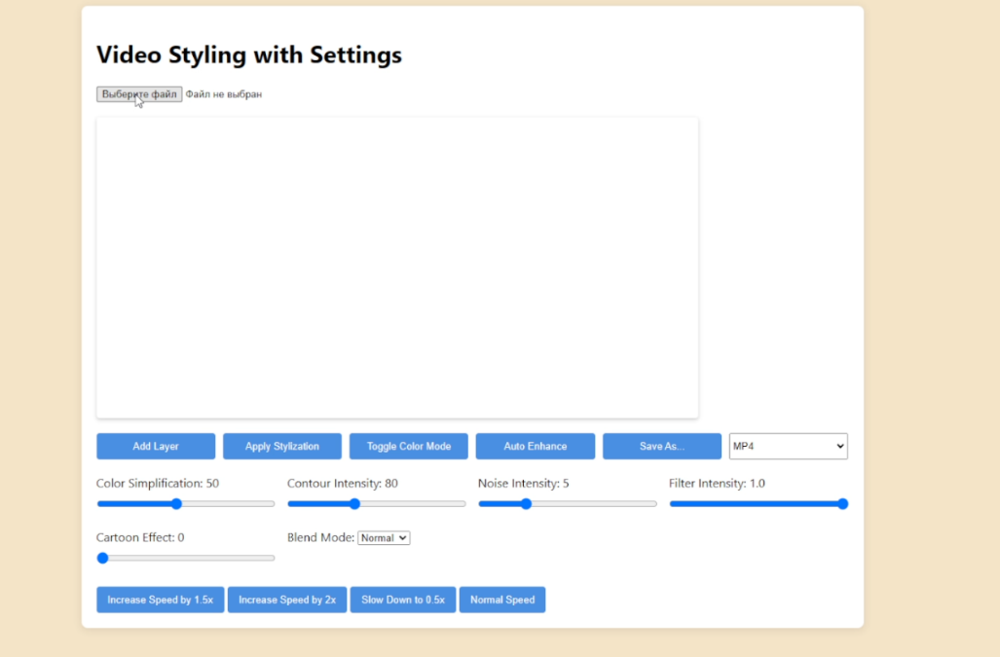 Video Styling with Settings
Выберите файл Файл не выбран
Add Layer Apply Stylization Toggle Color Mode Auto Enhance Save As... MP4
Color Simplification: 50 Contour Intensity: 80 Noise Intensity: 5 Filter Intensity: 1.0
Cartoon Effect: 0 Blend Mode: Normal
Increase Speed by 1.5x Increase Speed by 2x Slow Down to 0.5x Normal Speed